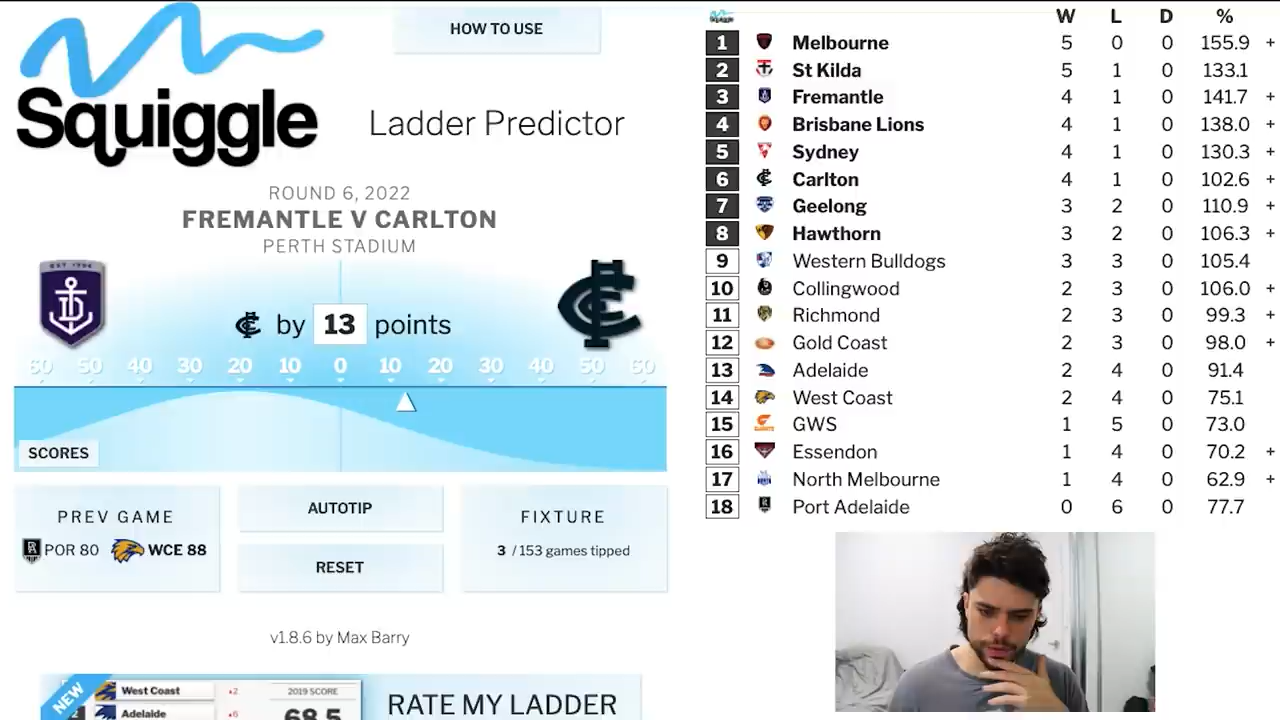 Squiggle
HOW TO USE
Ladder Predictor
ROUND 6, 2022
FREMANTLE V CARLTON
PERTH STADIUM
by 13 points
60 50 40 30 20 10 0 10 20 30 40 50 60
SCORES
PREV GAME
POR 80 WCE 88
AUTOTIP
RESET
FIXTURE
3 / 153 games tipped
v1.8.6 by Max Barry
NEW
West Coast +2
Adelaide +6
2019 SCORE
68.5
RATE MY LADDER
Squiggle W L D %
1 Melbourne 5 0 0 155.9 +
2 St Kilda 5 1 0 133.1
3 Fremantle 4 1 0 141.7 +
4 Brisbane Lions 4 1 0 138.0 +
5 Sydney 4 1 0 130.3 +
6 Carlton 4 1 0 102.6 +
7 Geelong 3 2 0 110.9 +
8 Hawthorn 3 2 0 106.3 +
9 Western Bulldogs 3 3 0 105.4
10 Collingwood 2 3 0 106.0 +
11 Richmond 2 3 0 99.3 +
12 Gold Coast 2 3 0 98.0 +
13 Adelaide 2 4 0 91.4
14 West Coast 2 4 0 75.1
15 GWS 1 5 0 73.0
16 Essendon 1 4 0 70.2 +
17 North Melbourne 1 4 0 62.9 +
18 Port Adelaide 0 6 0 77.7